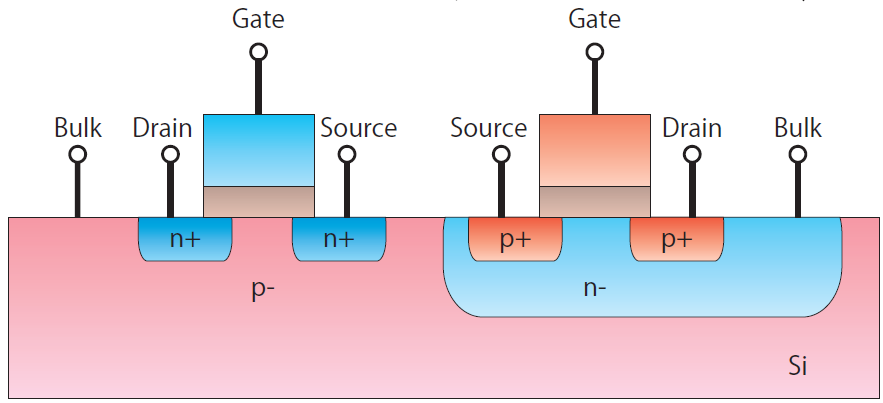 Gate Gate
Bulk Drain Source Source Drain Bulk
n+ n+ p+ p+
p- n-
Si